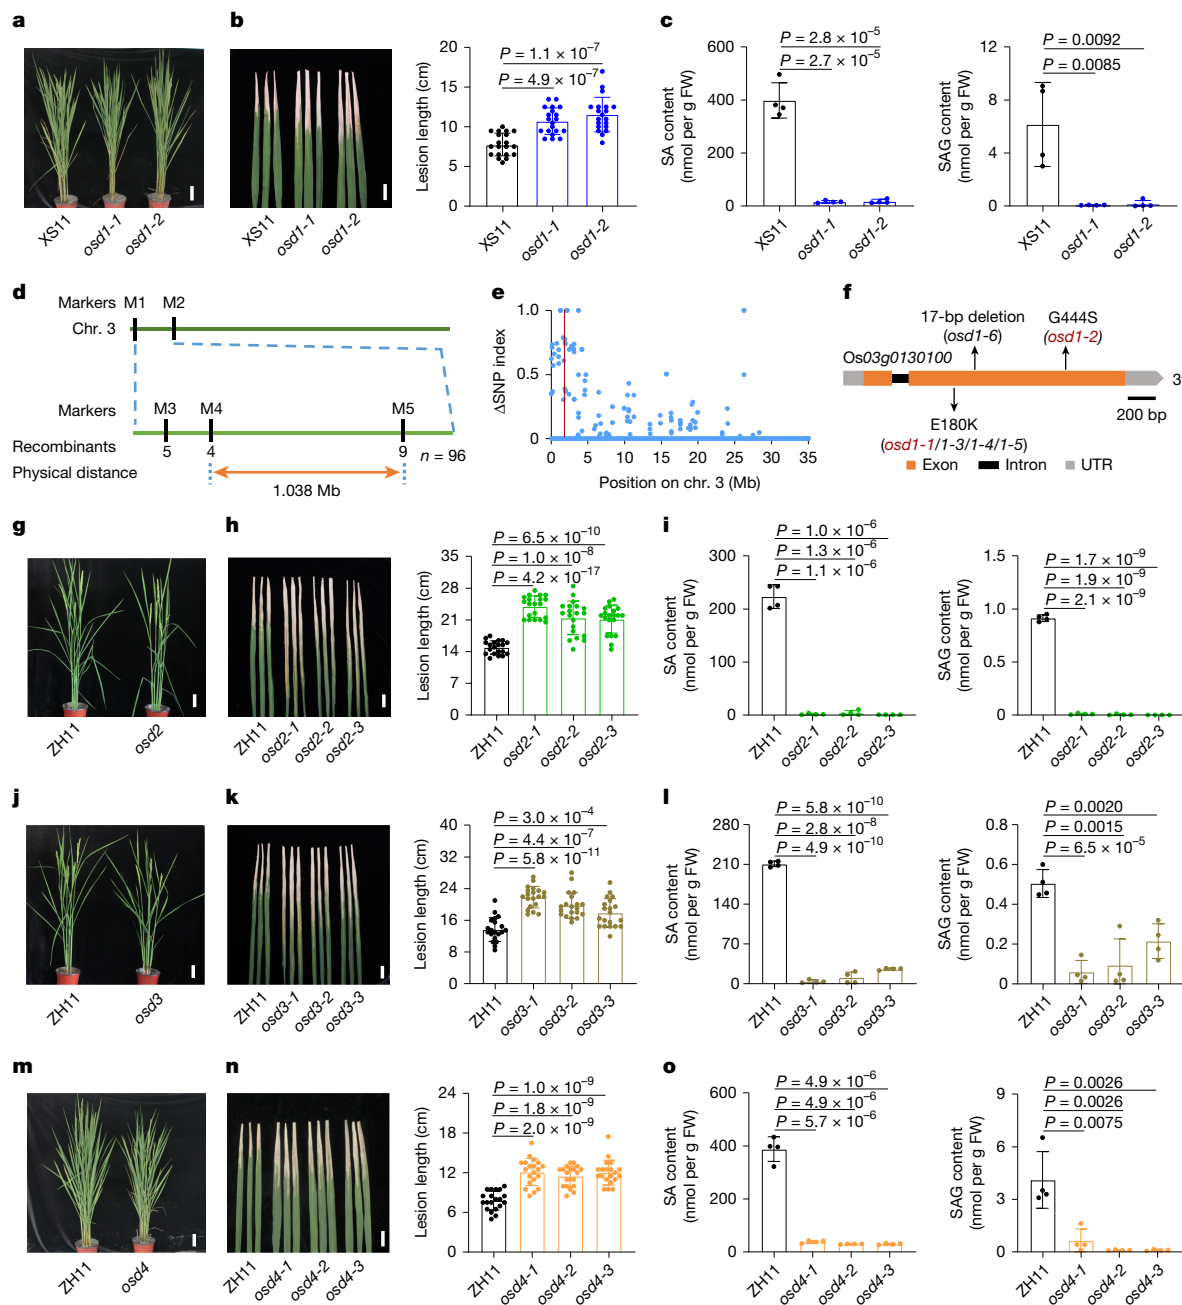 a
XS11
osd1-1
osd1-2
b
XS11
osd1-1
osd1-2
Lesion length (cm)
20
15
10
5
0
P = 1.1 × 10⁻⁷
P = 4.9 × 10⁻⁷
XS11
osd1-1
osd1-2
c
SA content
(nmol per g FW)
600
400
200
0
P = 2.8 × 10⁻⁵
P = 2.7 × 10⁻⁵
XS11
osd1-1
osd1-2
SAG content
(nmol per g FW)
12
8
4
0
P = 0.0092
P = 0.0085
XS11
osd1-1
osd1-2
d
Markers M1 M2
Chr. 3
Markers M3 M4 M5
Recombinants 5 4 9 n = 96
Physical distance
1.038 Mb
e
ΔSNP index
1.0
0.5
0
0 5 10 15 20 25 30 35
Position on chr. 3 (Mb)
f
17-bp deletion
(osd1-6)
G444S
(osd1-2)
Os03g0130100
3
200 bp
E180K
(osd1-1/1-3/1-4/1-5)
Exon Intron UTR
g
ZH11
osd2
h
ZH11
osd2-1
osd2-2
osd2-3
Lesion length (cm)
35
28
21
14
7
0
P = 6.5 × 10⁻¹⁰
P = 1.0 × 10⁻⁸
P = 4.2 × 10⁻¹⁷
ZH11
osd2-1
osd2-2
osd2-3
i
SA content
(nmol per g FW)
300
200
100
0
P = 1.0 × 10⁻⁶
P = 1.3 × 10⁻⁶
P = 1.1 × 10⁻⁶
ZH11
osd2-1
osd2-2
osd2-3
SAG content
(nmol per g FW)
1.5
1.0
0.5
0
P = 1.7 × 10⁻⁹
P = 1.9 × 10⁻⁹
P = 2.1 × 10⁻⁹
ZH11
osd2-1
osd2-2
osd2-3
j
ZH11
osd3
k
ZH11
osd3-1
osd3-2
osd3-3
Lesion length (cm)
40
32
24
16
8
0
P = 3.0 × 10⁻⁴
P = 4.4 × 10⁻⁷
P = 5.8 × 10⁻¹¹
ZH11
osd3-1
osd3-2
osd3-3
l
SA content
(nmol per g FW)
280
210
140
70
0
P = 5.8 × 10⁻¹⁰
P = 2.8 × 10⁻⁸
P = 4.9 × 10⁻¹⁰
ZH11
osd3-1
osd3-2
osd3-3
SAG content
(nmol per g FW)
0.8
0.6
0.4
0.2
0
P = 0.0020
P = 0.0015
P = 6.5 × 10⁻⁵
ZH11
osd3-1
osd3-2
osd3-3
m
ZH11
osd4
n
ZH11
osd4-1
osd4-2
osd4-3
Lesion length (cm)
24
18
12
6
0
P = 1.0 × 10⁻⁹
P = 1.8 × 10⁻⁹
P = 2.0 × 10⁻⁹
ZH11
osd4-1
osd4-2
osd4-3
o
SA content
(nmol per g FW)
600
400
200
0
P = 4.9 × 10⁻⁶
P = 4.9 × 10⁻⁶
P = 5.7 × 10⁻⁶
ZH11
osd4-1
osd4-2
osd4-3
SAG content
(nmol per g FW)
9
6
3
0
P = 0.0026
P = 0.0026
P = 0.0075
ZH11
osd4-1
osd4-2
osd4-3